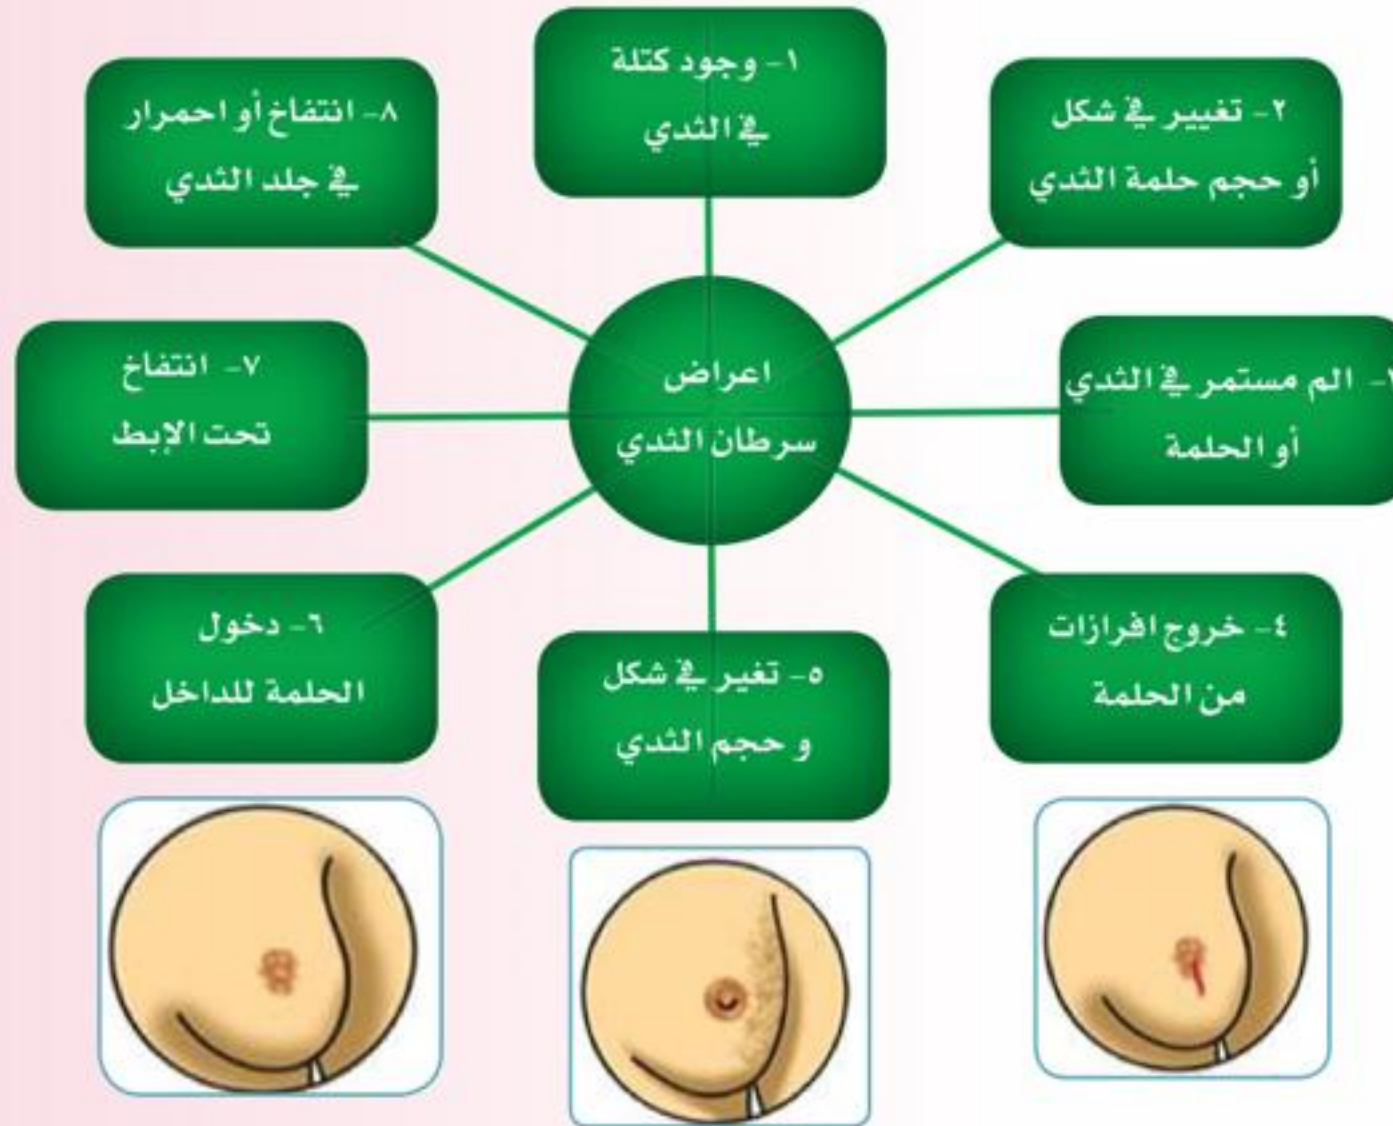 اعراض
سرطان الثدي
١- وجود كتلة
في الثدي
٢- تغيير في شكل
أو حجم حلمة الثدي
- الم مستمر في الثدي
أو الحلمة
٤- خروج افرازات
من الحلمة
٥- تغير في شكل
و حجم الثدي
٦- دخول
الحلمة للداخل
٧- انتفاخ
تحت الإبط
٨- انتفاخ أو احمرار
في جلد الثدي